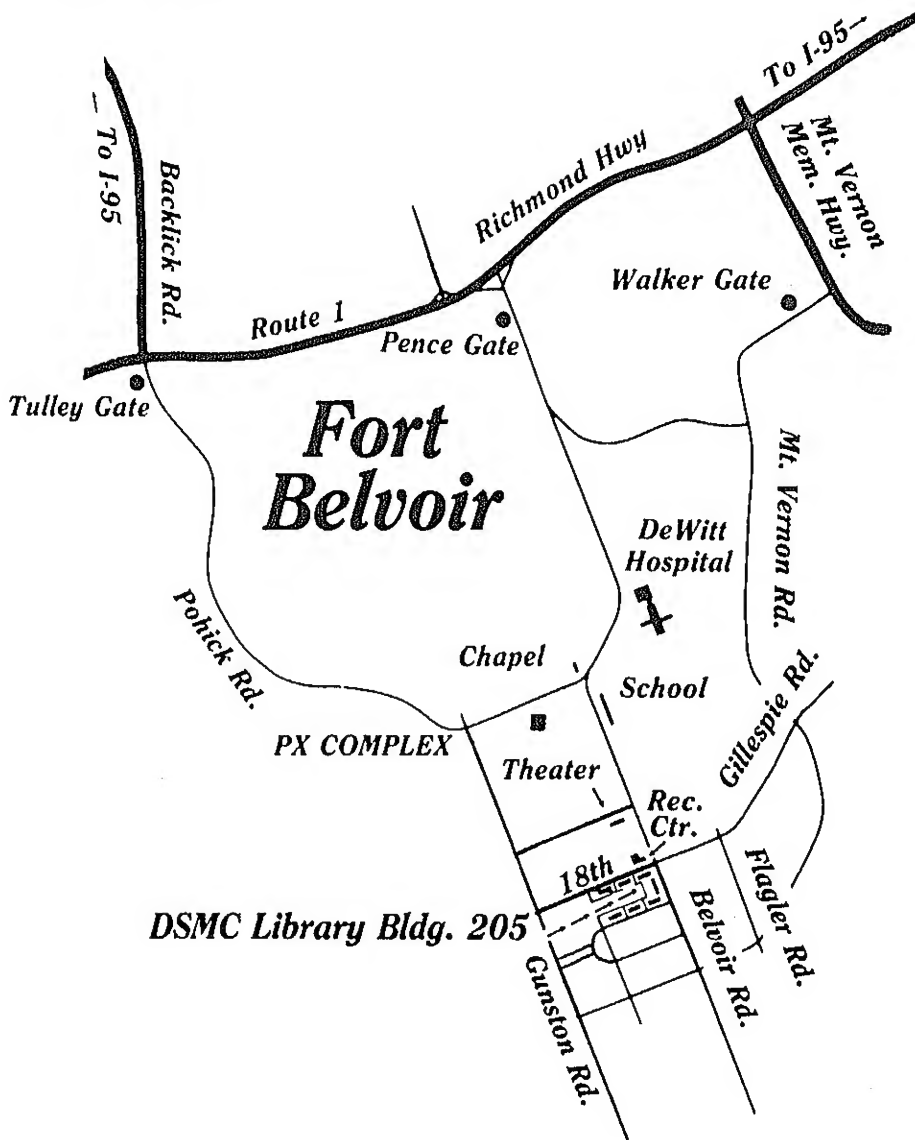 To I-95→
— To I-95
Backlick Rd.
Richmond Hwy
Mt. Vernon
Mem. Hwy.
Walker Gate
Route 1
Pence Gate
Tulley Gate
Fort
Belvoir
Mt. Vernon Rd.
DeWitt
Hospital
Pohick Rd.
Chapel
School
Gillespie Rd.
PX COMPLEX
Theater
Rec.
Ctr.
18th
Flagler Rd.
DSMC Library Bldg. 205
Belvoir Rd.
Gunston Rd.